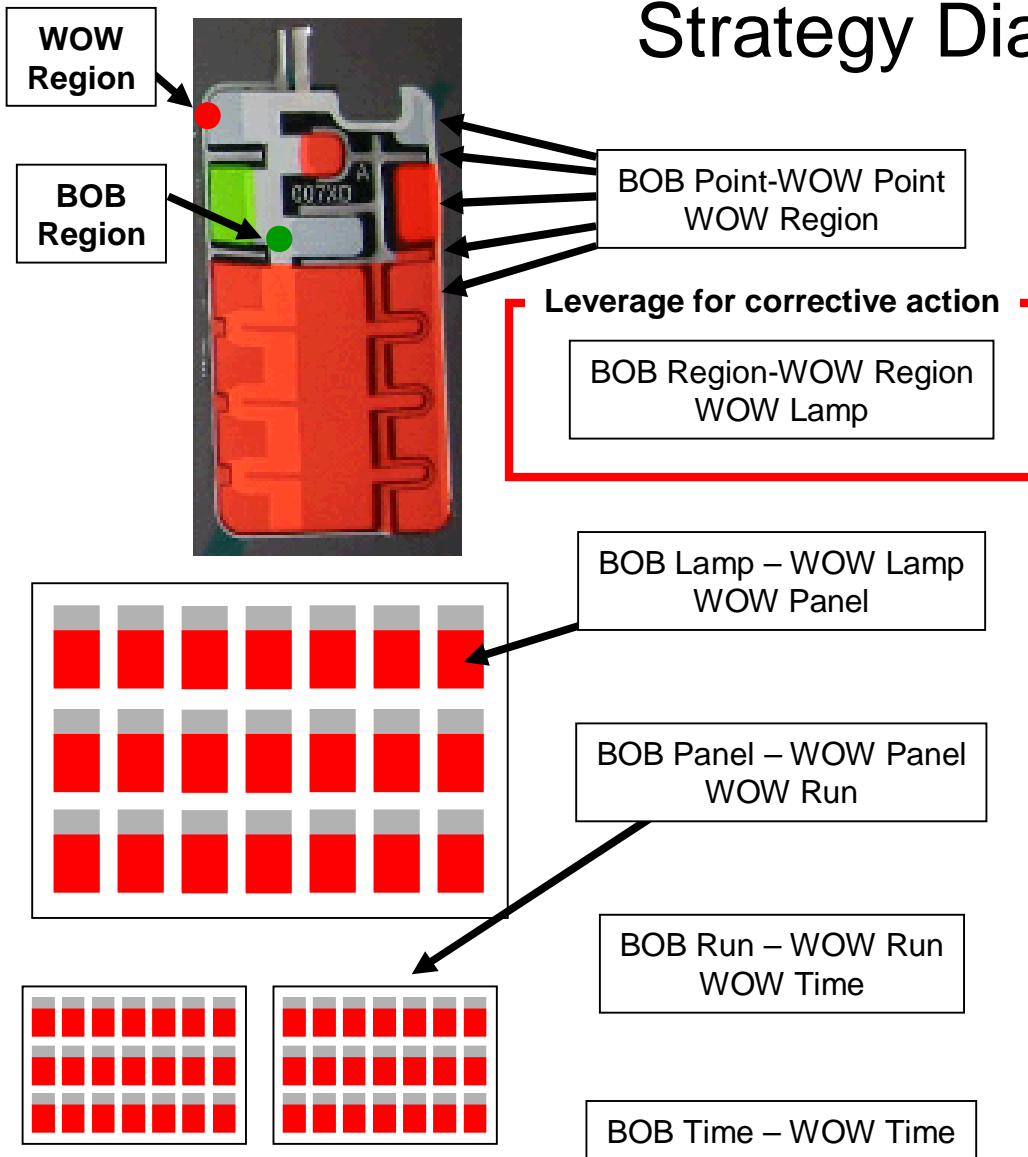 Strategy Dia
WOW
Region
BOB
Region
007XD
A
BOB Point-WOW Point
WOW Region
Leverage for corrective action
BOB Region-WOW Region
WOW Lamp
BOB Lamp – WOW Lamp
WOW Panel
BOB Panel – WOW Panel
WOW Run
BOB Run – WOW Run
WOW Time
BOB Time – WOW Time